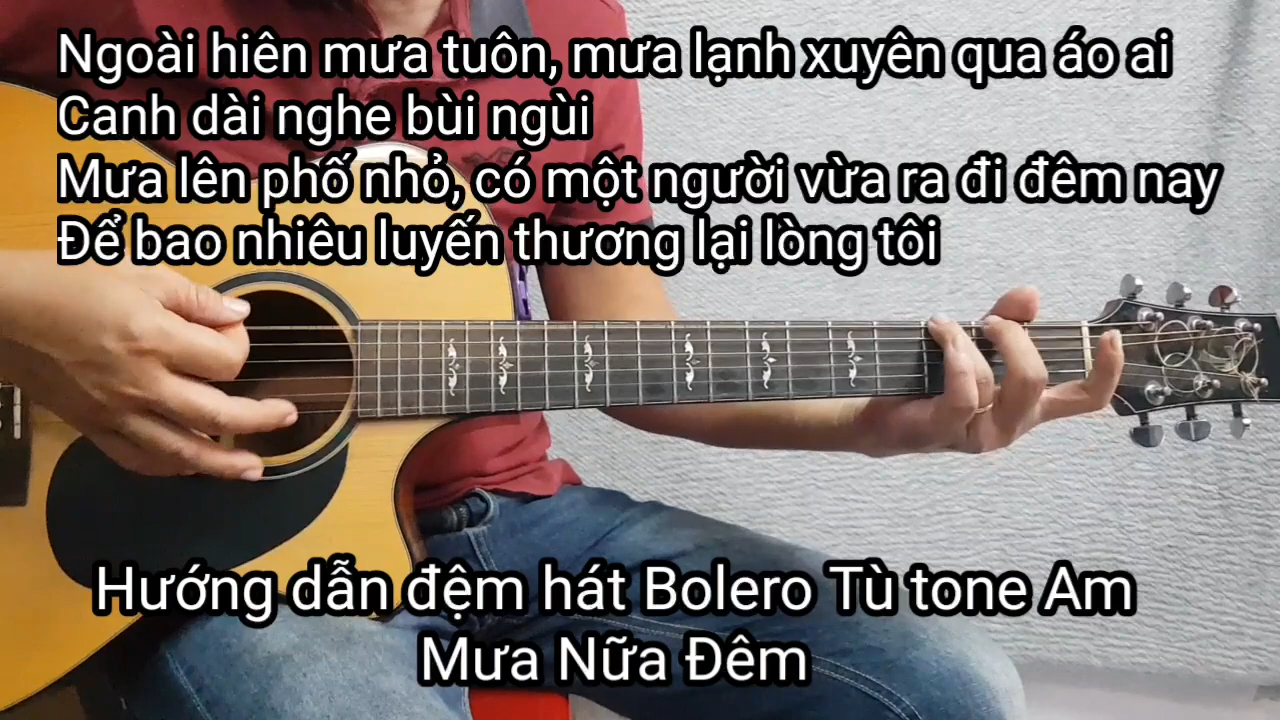 Ngoài hiên mưa tuôn, mưa lạnh xuyên qua áo ai
Canh dài nghe bùi ngùi
Mưa lên phố nhỏ, có một người vừa ra đi đêm nay
Để bao nhiêu luyến thương lại lòng tôi
Hướng dẫn đệm hát Bolero Tù tone Am
Mưa Nữa Đêm